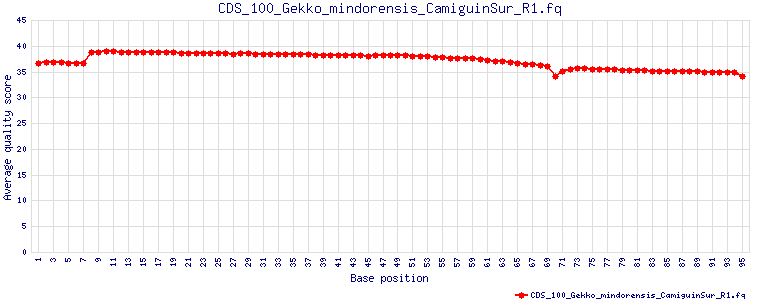 CDS_100_Gekko_mindorensis_CamiguinSur_R1.fq
Average quality score
45
40
35
30
25
20
15
10
5
0
1 3 5 7 9 11 13 15 17 19 21 23 25 27 29 31 33 35 37 39 41 43 45 47 49 51 53 55 57 59 61 63 65 67 69 71 73 75 77 79 81 83 85 87 89 91 93 95
Base position
CDS_100_Gekko_mindorensis_CamiguinSur_R1.fq